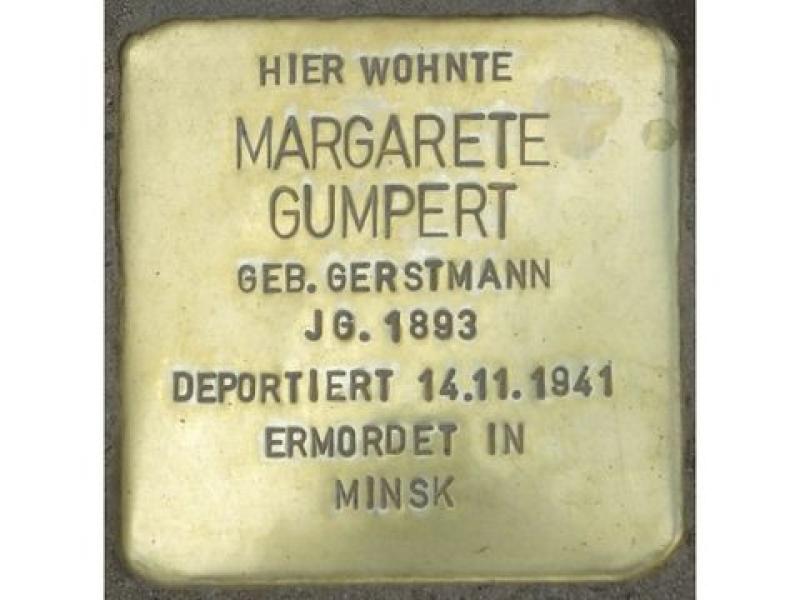 HIER WOHNTE
MARGARETE
GUMPERT
GEB. GERSTMANN
JG. 1893
DEPORTIERT 14.11.1941
ERMORDET IN
MINSK